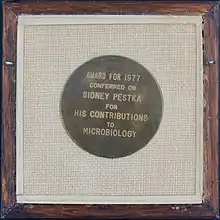 AWARD FOR 1977
CONFERRED ON
SIDNEY PESTKA
FOR
HIS CONTRIBUTIONS
TO
MICROBIOLOGY